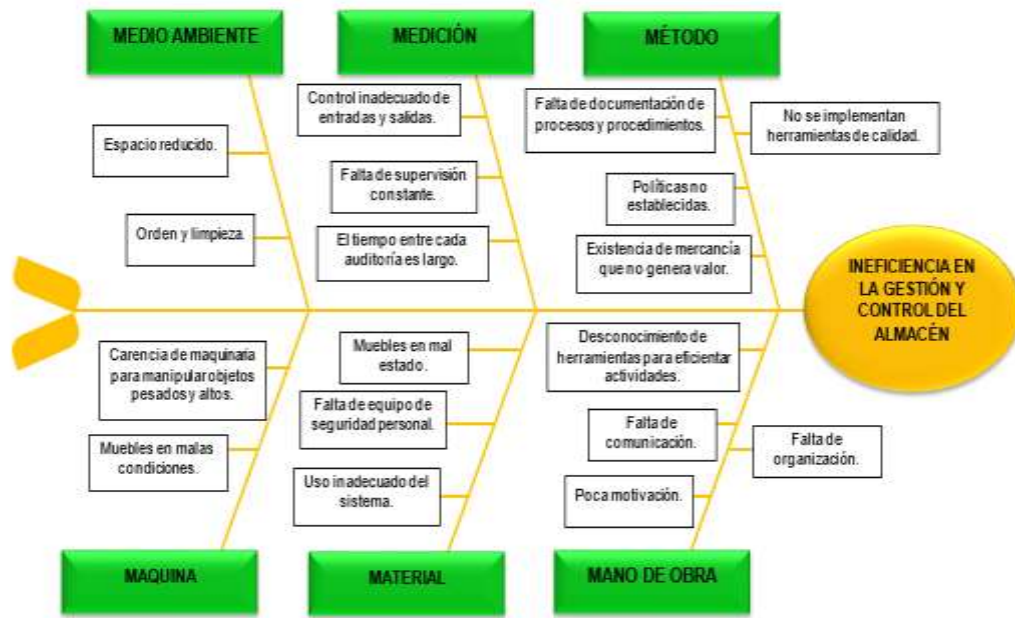 MEDIO AMBIENTE
MEDICIÓN
MÉTODO
Control inadecuado de
entradas y salidas.
Falta de documentación de
procesos y procedimientos.
No se implementan
herramientas de calidad.
Espacio reducido.
Falta de supervisión
constante.
Políticas no
establecidas.
Orden y limpieza.
El tiempo entre cada
auditoría es largo.
Existencia de mercancía
que no genera valor.
INEFICIENCIA EN
LA GESTIÓN Y
CONTROL DEL
ALMACÉN
Carencia de maquinaria
para manipular objetos
pesados y altos.
Muebles en mal
estado.
Desconocimiento de
herramientas para eficientar
actividades.
Falta de equipo de
seguridad personal.
Falta de
comunicación.
Falta de
organización.
Muebles en malas
condiciones.
Uso inadecuado del
sistema.
Poca motivación.
MAQUINA
MATERIAL
MANO DE OBRA